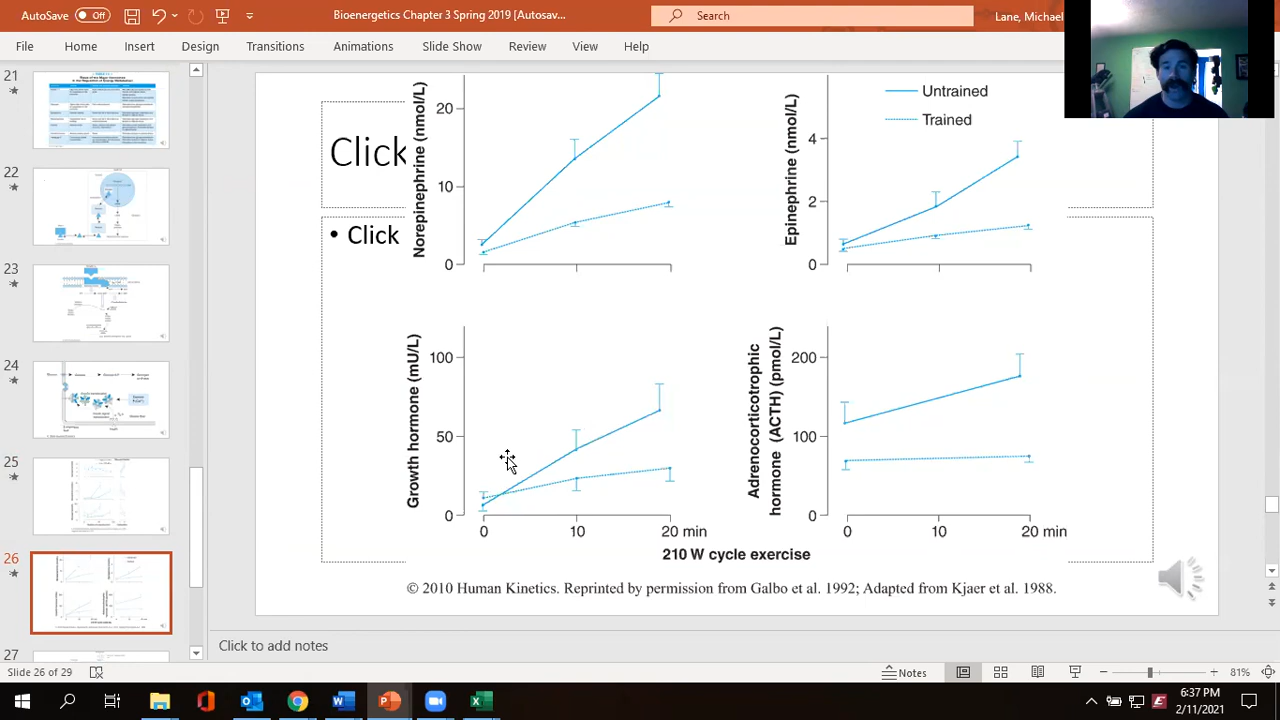 AutoSave
Off
Bioenergetics Chapter 3 Spring 2019 [Autosav...
Search
Lane, Michael
File
Home
Insert
Design
Transitions
Animations
Slide Show
Review
View
Help
21
22
23
24
25
26
27
Click
• Click
Norepinephrine (nmol/L)
20
10
0
Epinephrine (nmol/L)
4
2
0
Untrained
Trained
Growth hormone (mU/L)
100
50
0
0
10
20 min
Adrenocorticotrophic
hormone (ACTH) (pmol/L)
200
100
0
0
10
20 min
210 W cycle exercise
© 2010 Human Kinetics. Reprinted by permission from Galbo et al. 1992; Adapted from Kjaer et al. 1988.
Click to add notes
Slide 26 of 29
Notes
81%
6:37 PM
2/11/2021